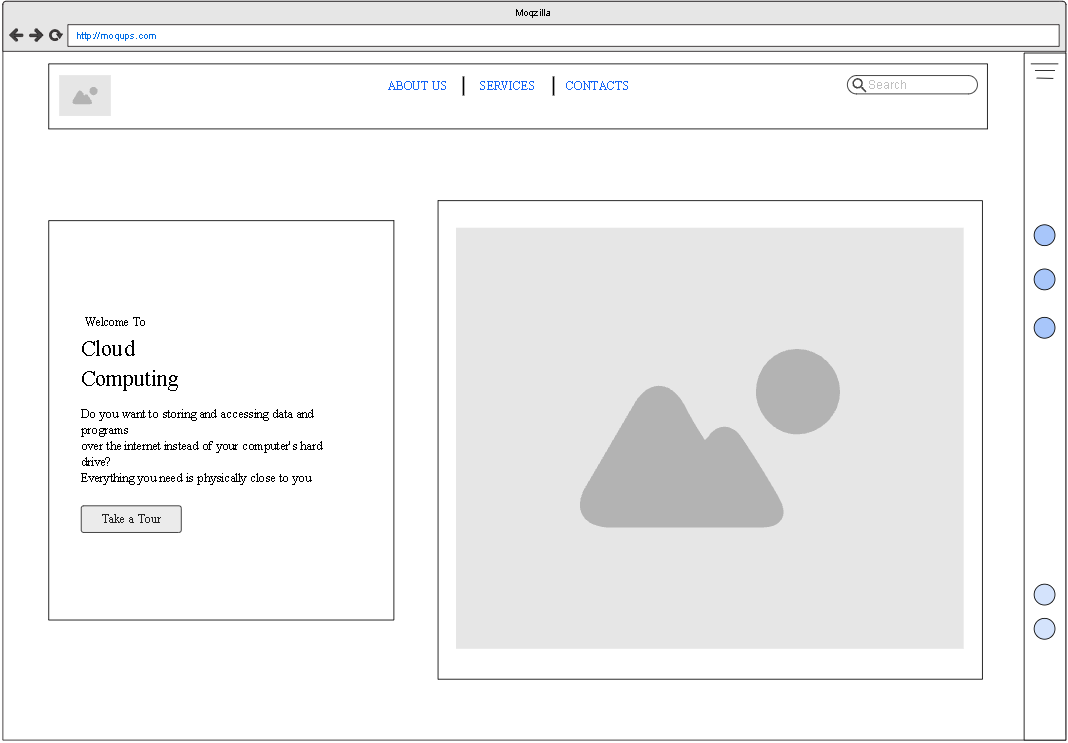 Moqzilla
http://moqups.com
ABOUT US SERVICES CONTACTS Search
Welcome To
Cloud
Computing
Do you want to storing and accessing data and
programs
over the internet instead of your computer's hard
drive?
Everything you need is physically close to you
Take a Tour